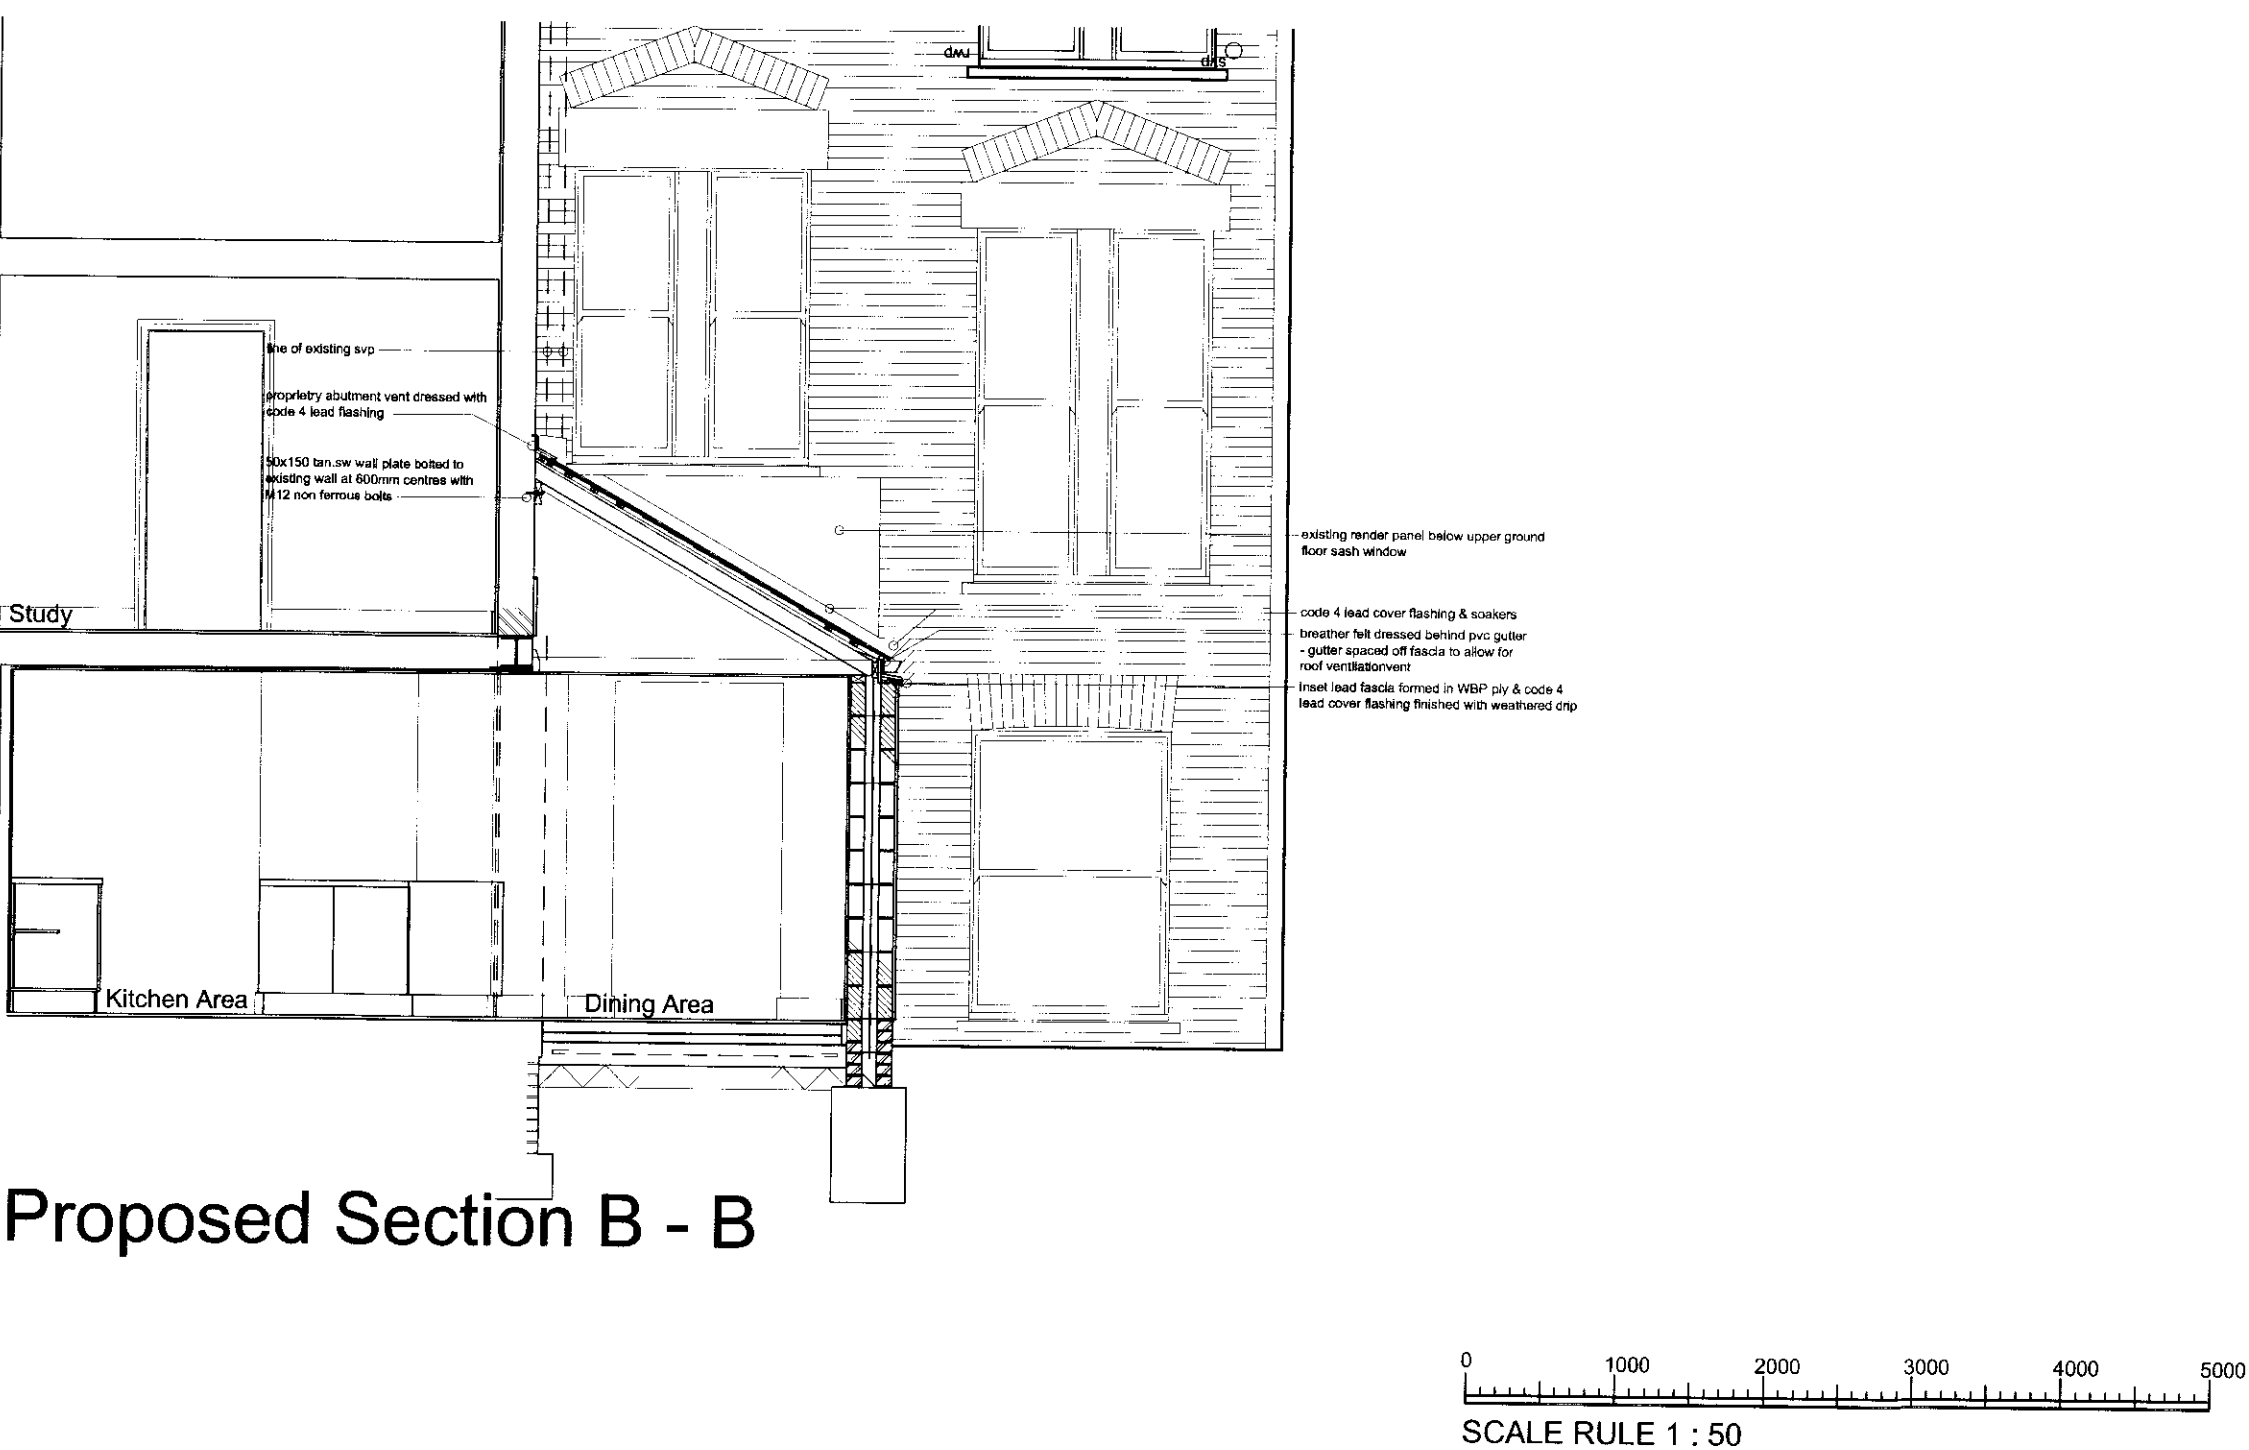 rwp
svp
line of existing svp
proprietry abutment vent dressed with
code 4 lead flashing
50x150 tan.sw wall plate bolted to
existing wall at 600mm centres with
M12 non ferrous bolts
existing render panel below upper ground
floor sash window
code 4 lead cover flashing & soakers
breather felt dressed behind pvc gutter
- gutter spaced off fascia to allow for
roof ventilationvent
inset lead fascia formed in WBP ply & code 4
lead cover flashing finished with weathered drip
Study
Kitchen Area
Dining Area
Proposed Section B - B
0 1000 2000 3000 4000 5000
SCALE RULE 1 : 50